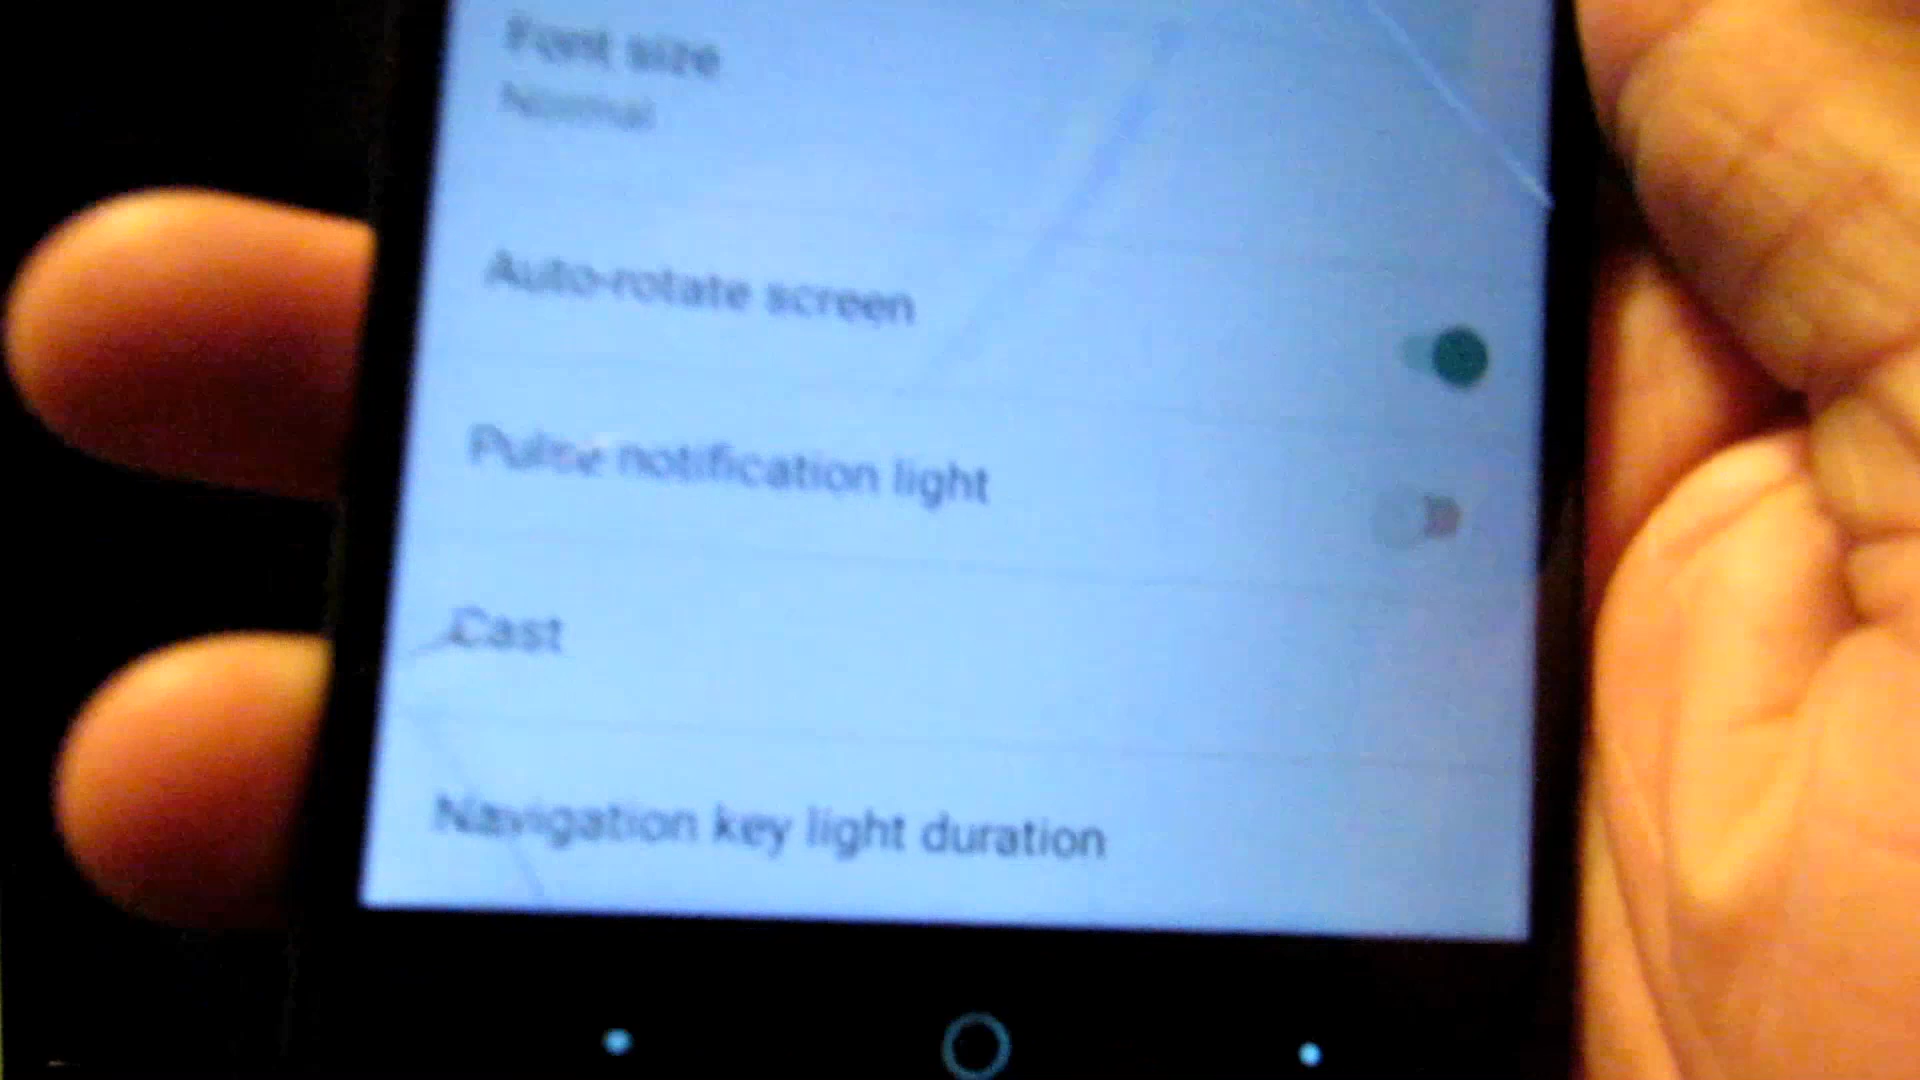 Font size
Normal
Auto-rotate screen
Pulse notification light
Cast
Navigation key light duration